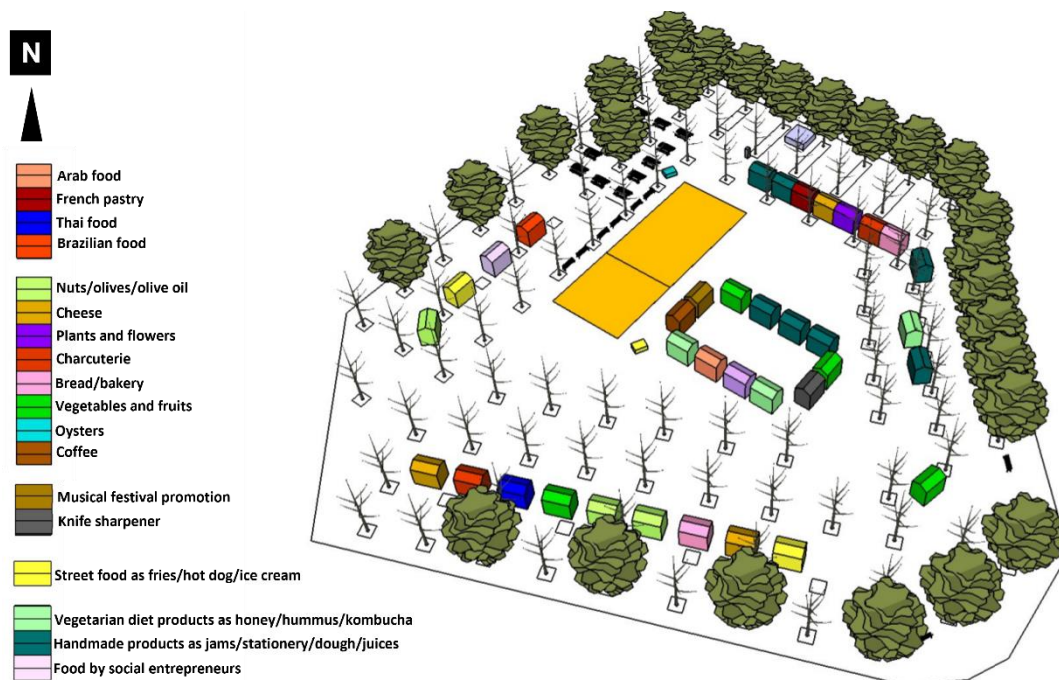 N
Arab food
French pastry
Thai food
Brazilian food
Nuts/olives/olive oil
Cheese
Plants and flowers
Charcuterie
Bread/bakery
Vegetables and fruits
Oysters
Coffee
Musical festival promotion
Knife sharpener
Street food as fries/hot dog/ice cream
Vegetarian diet products as honey/hummus/kombucha
Handmade products as jams/stationery/dough/juices
Food by social entrepreneurs